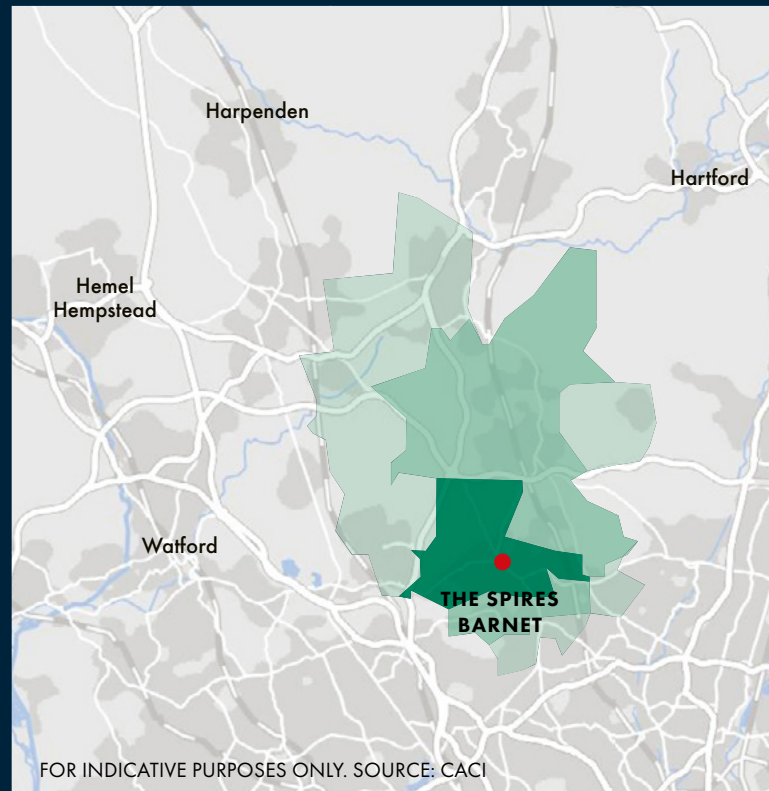 Harpenden
Hartford
Hemel
Hempstead
Watford
THE SPIRES
BARNET
FOR INDICATIVE PURPOSES ONLY. SOURCE: CACI